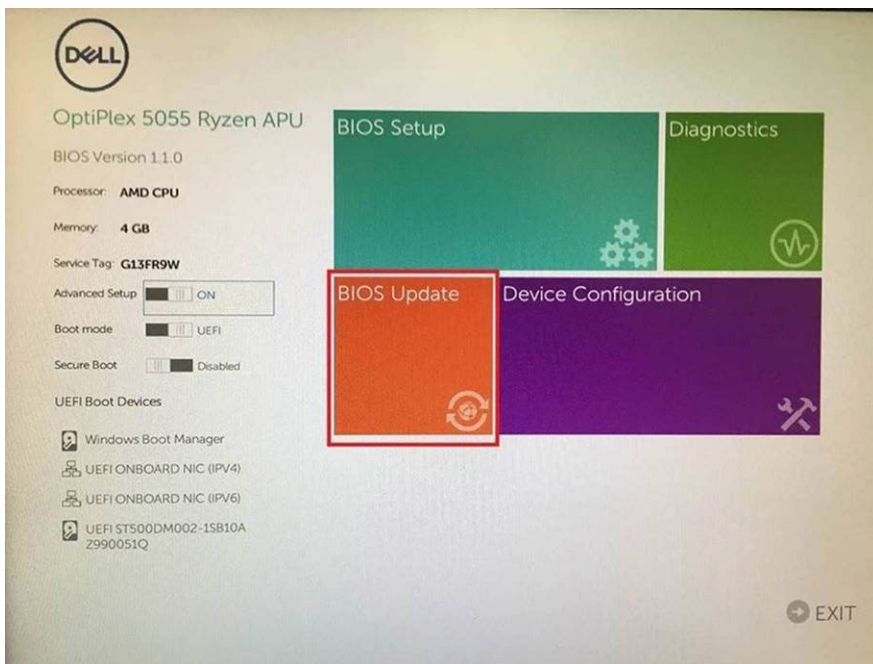 DELL
OptiPlex 5055 Ryzen APU
BIOS Version 1.1.0
Processor: AMD CPU
Memory: 4 GB
Service Tag: G13FR9W
Advanced Setup ON
Boot mode UEFI
Secure Boot Disabled
UEFI Boot Devices
Windows Boot Manager
UEFI ONBOARD NIC (IPV4)
UEFI ONBOARD NIC (IPV6)
UEFI ST500DM002-1SB10A
Z990051Q
BIOS Setup
Diagnostics
BIOS Update
Device Configuration
EXIT